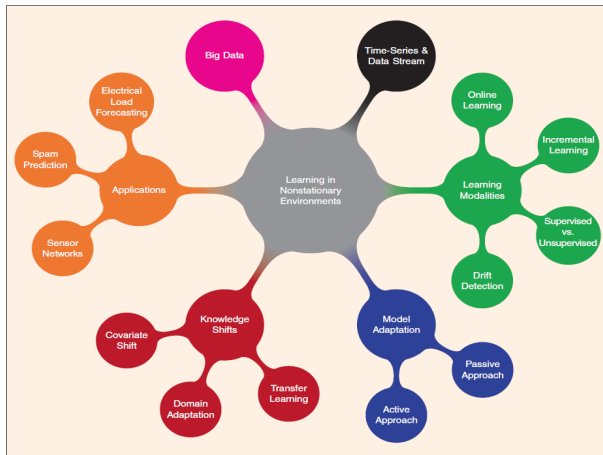 Big Data
Time-Series &
Data Stream
Electrical
Load
Forecasting
Online
Learning
Spam
Prediction
Incremental
Learning
Applications
Learning in
Nonstationary
Environments
Learning
Modalities
Sensor
Networks
Supervised
vs.
Unsupervised
Drift
Detection
Knowledge
Shifts
Model
Adaptation
Covariate
Shift
Passive
Approach
Transfer
Learning
Domain
Adaptation
Active
Approach